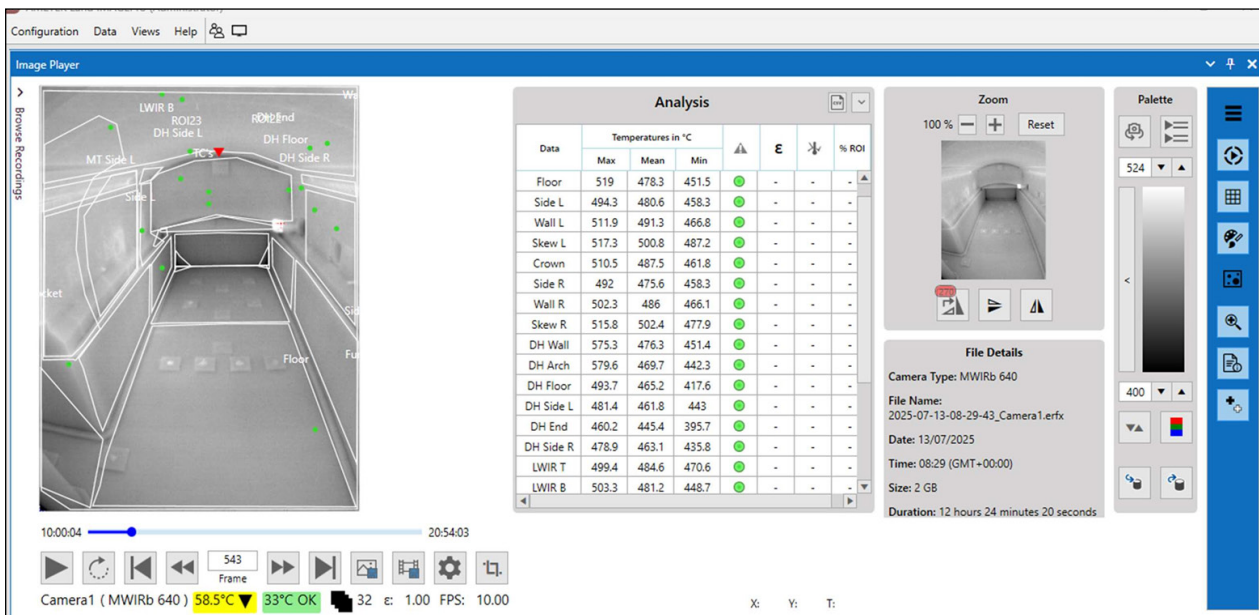 Configuration Data Views Help
Image Player
Browse Recordings
LWIR B
ROI23
DH End
DH Side L
DH Floor
MT Side L
TC's
DH Side R
Side L
Floor
Analysis
OFF
Data Temperatures in °C ε % ROI
Max Mean Min
Floor 519 478.3 451.5 - - -
Side L 494.3 480.6 458.3 - - -
Wall L 511.9 491.3 466.8 - - -
Skew L 517.3 500.8 487.2 - - -
Crown 510.5 487.5 461.8 - - -
Side R 492 475.6 458.3 - - -
Wall R 502.3 486 466.1 - - -
Skew R 515.8 502.4 477.9 - - -
DH Wall 575.3 476.3 451.4 - - -
DH Arch 579.6 469.7 442.3 - - -
DH Floor 493.7 465.2 417.6 - - -
DH Side L 481.4 461.8 443 - - -
DH End 460.2 445.4 395.7 - - -
DH Side R 478.9 463.1 435.8 - - -
LWIR T 499.4 484.6 470.6 - - -
LWIR B 503.3 481.2 448.7 - - -
Zoom
100 % Reset
270
File Details
Camera Type: MWIRb 640
File Name:
2025-07-13-08-29-43_Camera1.erfx
Date: 13/07/2025
Time: 08:29 (GMT+00:00)
Size: 2 GB
Duration: 12 hours 24 minutes 20 seconds
Palette
524
<
400
10:00:04 20:54:03
543
Frame
Camera1 ( MWIRb 640 ) 58.5°C 33°C OK 32 ε: 1.00 FPS: 10.00
X: Y: T: